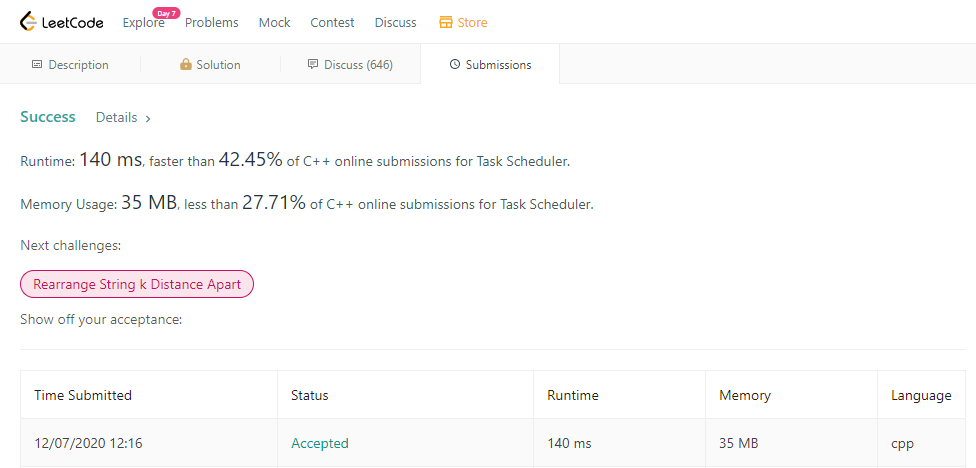 Day 7
LeetCode Explore Problems Mock Contest Discuss Store
Description Solution Discuss (646) Submissions
Success Details >
Runtime: 140 ms, faster than 42.45% of C++ online submissions for Task Scheduler.
Memory Usage: 35 MB, less than 27.71% of C++ online submissions for Task Scheduler.
Next challenges:
Rearrange String k Distance Apart
Show off your acceptance:
Time Submitted Status Runtime Memory Language
12/07/2020 12:16 Accepted 140 ms 35 MB cpp